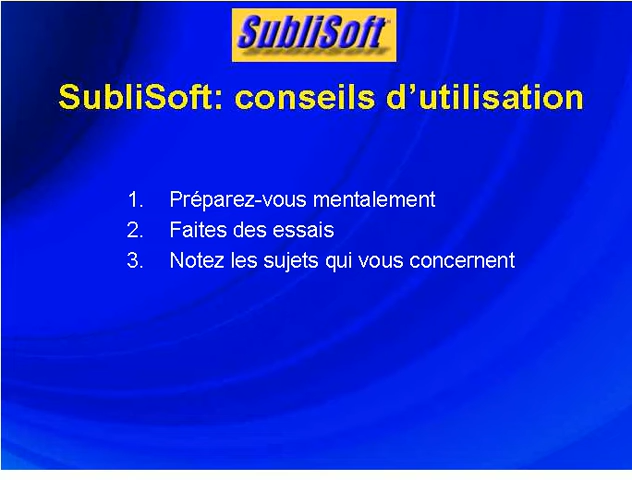 SubliSoft
SubliSoft: conseils d’utilisation
1. Préparez-vous mentalement
2. Faites des essais
3. Notez les sujets qui vous concernent